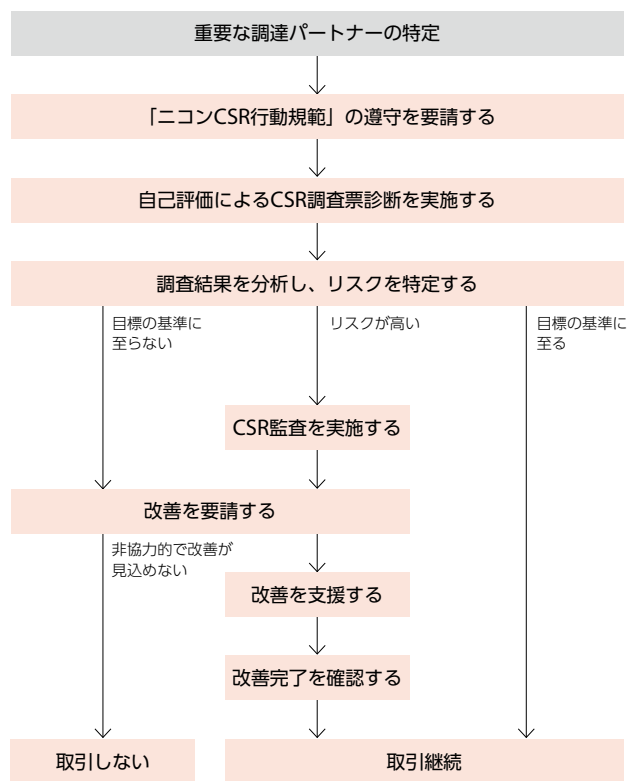 重要な調達パートナーの特定
「ニコンCSR行動規範」の遵守を要請する
自己評価によるCSR調査票診断を実施する
調査結果を分析し、リスクを特定する
目標の基準に
至らない
リスクが高い
目標の基準に
至る
CSR監査を実施する
改善を要請する
非協力的で改善が
見込めない
改善を支援する
改善完了を確認する
取引しない
取引継続